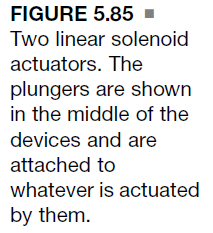 FIGURE 5.85 ■
Two linear solenoid
actuators. The
plungers are shown
in the middle of the
devices and are
attached to
whatever is actuated
by them.